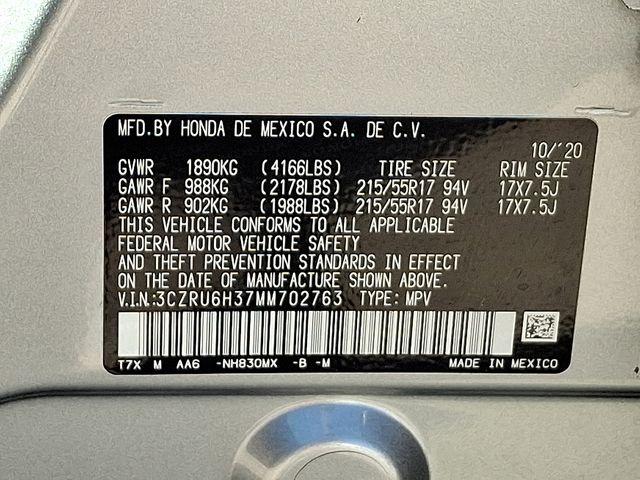 MFD.BY HONDA DE MEXICO S.A. DE C.V.
10/'20
GVWR 1890KG (4166LBS) TIRE SIZE RIM SIZE
GAWR F 988KG (2178LBS) 215/55R17 94V 17X7.5J
GAWR R 902KG (1988LBS) 215/55R17 94V 17X7.5J
THIS VEHICLE CONFORMS TO ALL APPLICABLE
FEDERAL MOTOR VEHICLE SAFETY
AND THEFT PREVENTION STANDARDS IN EFFECT
ON THE DATE OF MANUFACTURE SHOWN ABOVE.
V.I.N.:3CZRU6H37MM702763 TYPE: MPV
T7X M AA6 -NH830MX -B -M MADE IN MEXICO